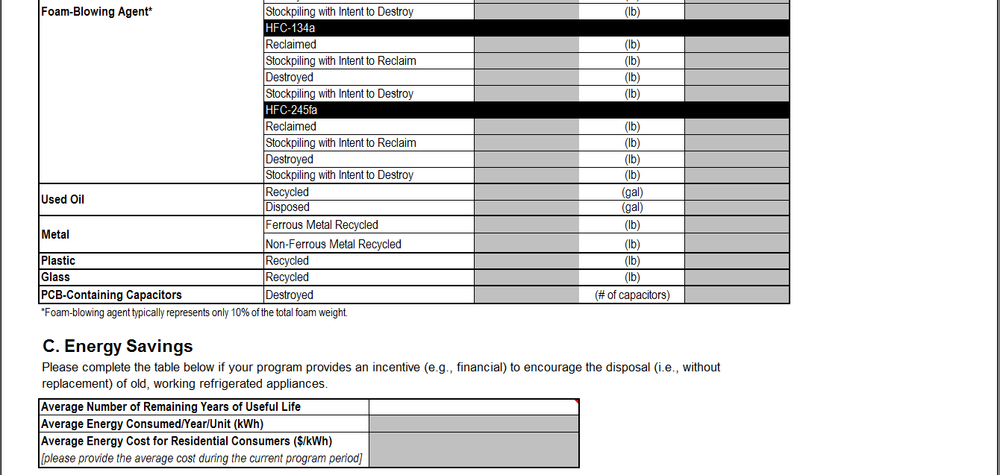 Foam-Blowing Agent* Stockpiling with Intent to Destroy (lb)
HFC-134a
Reclaimed (lb)
Stockpiling with Intent to Reclaim (lb)
Destroyed (lb)
Stockpiling with Intent to Destroy (lb)
HFC-245fa
Reclaimed (lb)
Stockpiling with Intent to Reclaim (lb)
Destroyed (lb)
Stockpiling with Intent to Destroy (lb)
Used Oil
Recycled (gal)
Disposed (gal)
Metal
Ferrous Metal Recycled (lb)
Non-Ferrous Metal Recycled (lb)
Plastic Recycled (lb)
Glass Recycled (lb)
PCB-Containing Capacitors Destroyed (# of capacitors)
*Foam-blowing agent typically represents only 10% of the total foam weight.
C. Energy Savings
Please complete the table below if your program provides an incentive (e.g., financial) to encourage the disposal (i.e., without
replacement) of old, working refrigerated appliances.
Average Number of Remaining Years of Useful Life
Average Energy Consumed/Year/Unit (kWh)
Average Energy Cost for Residential Consumers ($/kWh)
[please provide the average cost during the current program period]